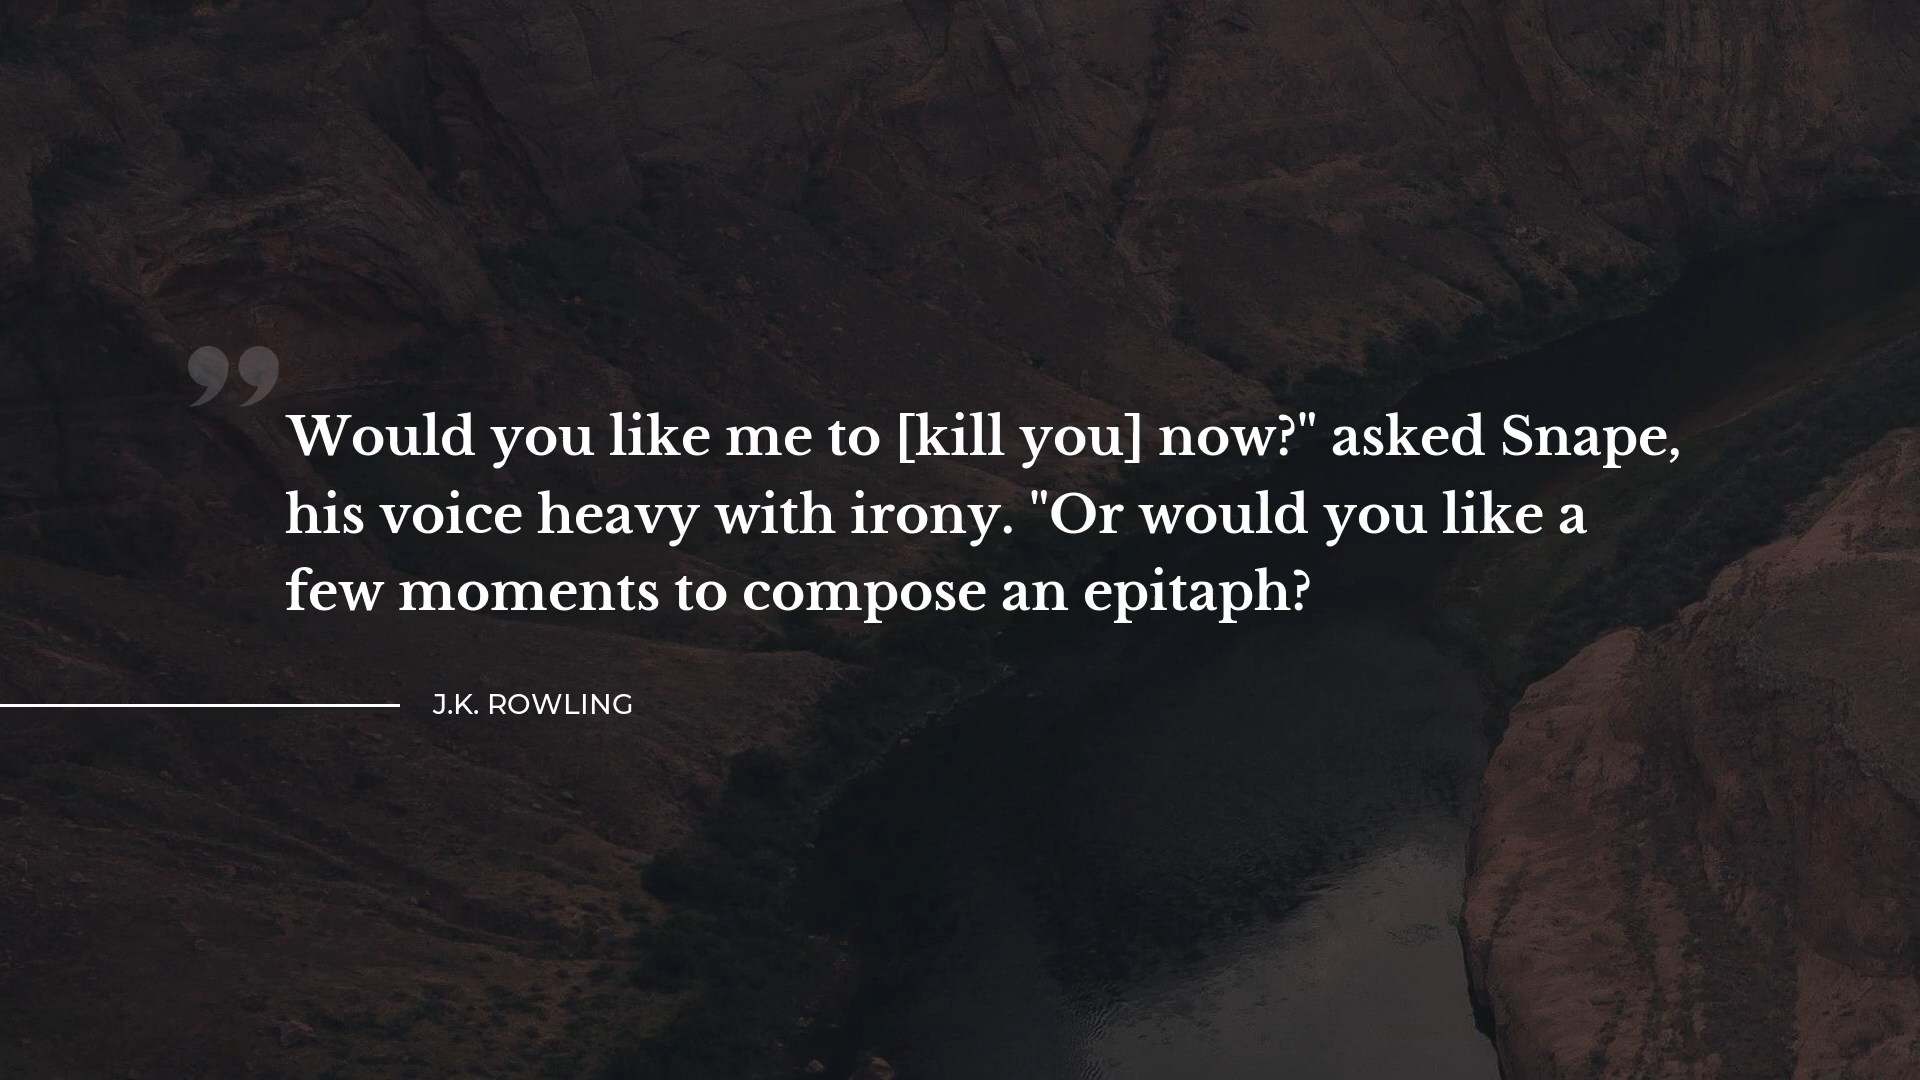 ”
Would you like me to [kill you] now?" asked Snape,
his voice heavy with irony. "Or would you like a
few moments to compose an epitaph?
J.K. ROWLING